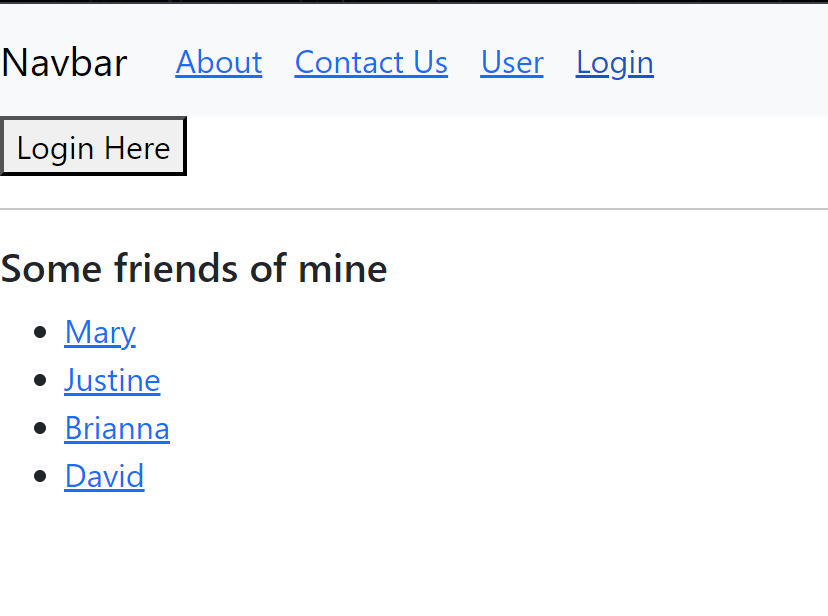 Navbar About Contact Us User Login
Login Here
Some friends of mine
Mary
Justine
Brianna
David